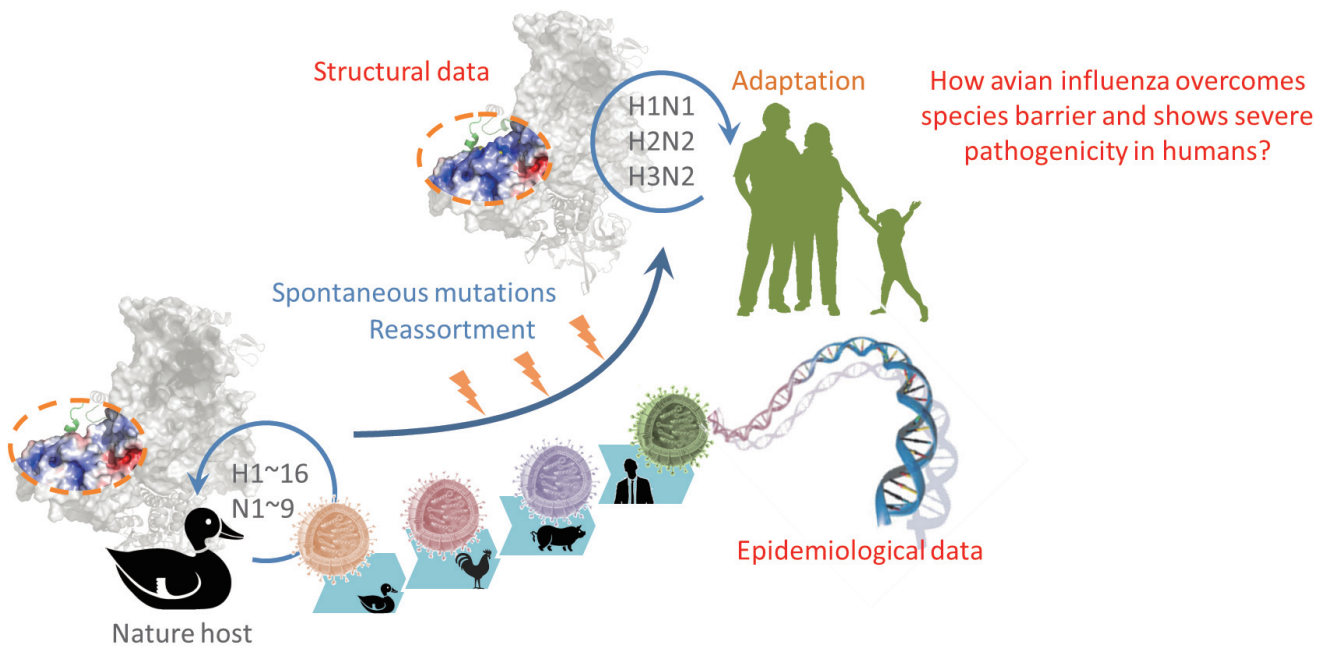 Structural data
H1N1
H2N2
H3N2
Adaptation
How avian influenza overcomes
species barrier and shows severe
pathogenicity in humans?
Spontaneous mutations
Reassortment
H1~16
N1~9
Nature host
Epidemiological data